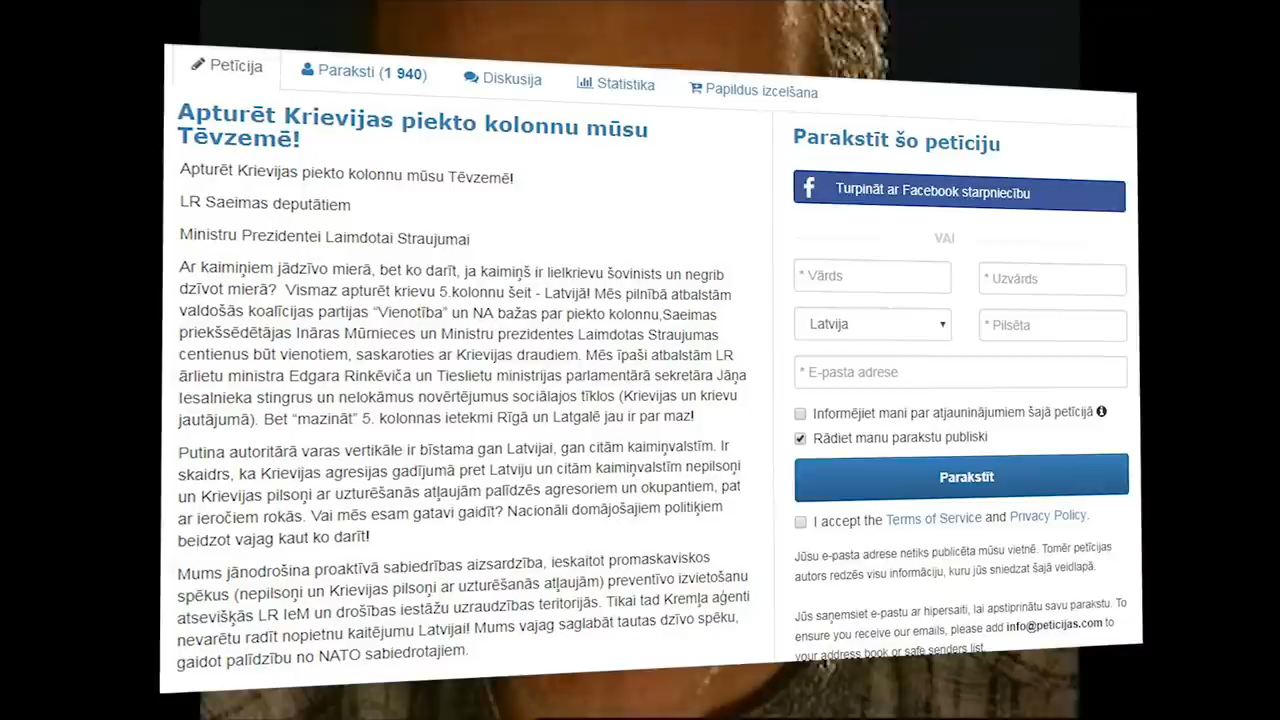 Petīcija
Paraksti (1 940)
Diskusija
Statistika
Papildus izcelšana
Apturēt Krievijas piekto kolonnu mūsu
Tēvzemē!
Apturēt Krievijas piekto kolonnu mūsu Tēvzemē!
LR Saeimas deputātiem
Ministru Prezidentei Laimdotai Straujumai
Ar kaimiņiem jādzīvo mierā, bet ko darīt, ja kaimiņš ir lielkrievu šovinists un negrib
dzīvot mierā? Vismaz apturēt krievu 5.kolonnu šeit - Latvijā! Mēs pilnībā atbalstām
valdošās koalīcijas partijas “Vienotība” un NA bažas par piekto kolonnu,Saeimas
priekšsēdētājas Ināras Mūrnieces un Ministru prezidentes Laimdotas Straujumas
centienus būt vienotiem, saskaroties ar Krievijas draudiem. Mēs īpaši atbalstām LR
ārlietu ministra Edgara Rinkēviča un Tieslietu ministrijas parlamentārā sekretāra Jāņa
Iesalnieka stingrus un nelokāmus novērtējumus sociālajos tīklos (Krievijas un krievu
jautājumā). Bet “mazināt” 5. kolonnas ietekmi Rīgā un Latgalē jau ir par maz!
Putina autoritārā varas vertikāle ir bīstama gan Latvijai, gan citām kaimiņvalstīm. Ir
skaidrs, ka Krievijas agresijas gadījumā pret Latviju un citām kaimiņvalstīm nepilsoņi
un Krievijas pilsoņi ar uzturēšanās atļaujām palīdzēs agresoriem un okupantiem, pat
ar ieročiem rokās. Vai mēs esam gatavi gaidīt? Nacionāli domājošajiem politiķiem
beidzot vajag kaut ko darīt!
Mums jānodrošina proaktīvā sabiedrības aizsardzība, ieskaitot promaskaviskos
spēkus (nepilsoņi un Krievijas pilsoņi ar uzturēšanās atļaujām) preventīvo izvietošanu
atsevišķās LR IeM un drošības iestāžu uzraudzības teritorijās. Tikai tad Kremļa aģenti
nevarētu radīt nopietnu kaitējumu Latvijai! Mums vajag saglabāt tautas dzīvo spēku,
gaidot palīdzību no NATO sabiedrotajiem.
Parakstīt šo petīciju
Turpināt ar Facebook starpniecību
VAI
* Vārds
* Uzvārds
Latvija
* Pilsēta
* E-pasta adrese
Informējiet mani par atjauninājumiem šajā petīcijā
Rādiet manu parakstu publiski
Parakstīt
I accept the Terms of Service and Privacy Policy.
Jūsu e-pasta adrese netiks publicēta mūsu vietnē. Tomēr petīcijas
autors redzēs visu informāciju, kuru jūs sniedzat šajā veidlapā.
Jūs saņemsiet e-pastu ar hipersaiti, lai apstiprinātu savu parakstu. To
ensure you receive our emails, please add info@peticijas.com to
your address book or safe senders list.